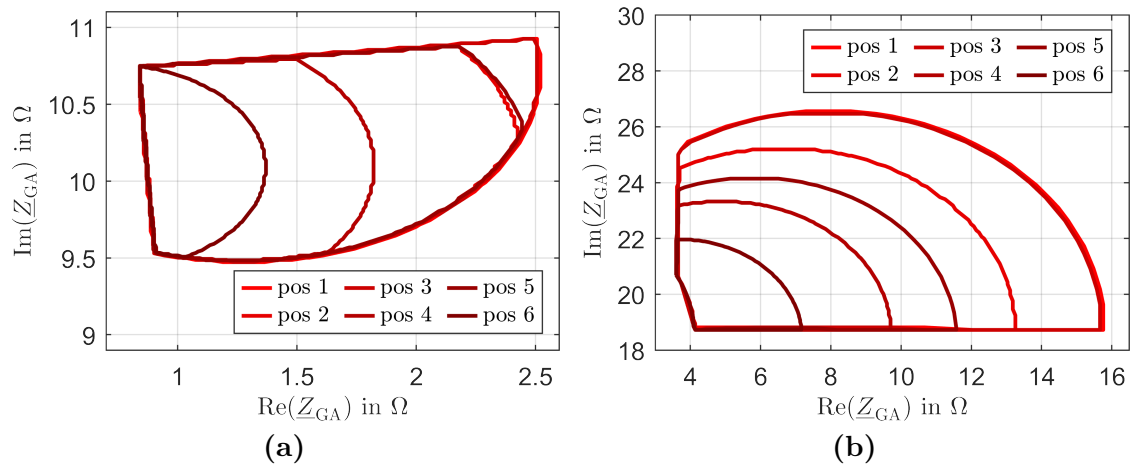 11
10.5
10
9.5
9
1
1.5
2
2.5
Im(Z_GA) in Ω
Re(Z_GA) in Ω
pos 1 pos 3 pos 5
pos 2 pos 4 pos 6
(a)
30
28
26
24
22
20
18
4
6
8
10
12
14
16
Im(Z_GA) in Ω
Re(Z_GA) in Ω
pos 1 pos 3 pos 5
pos 2 pos 4 pos 6
(b)